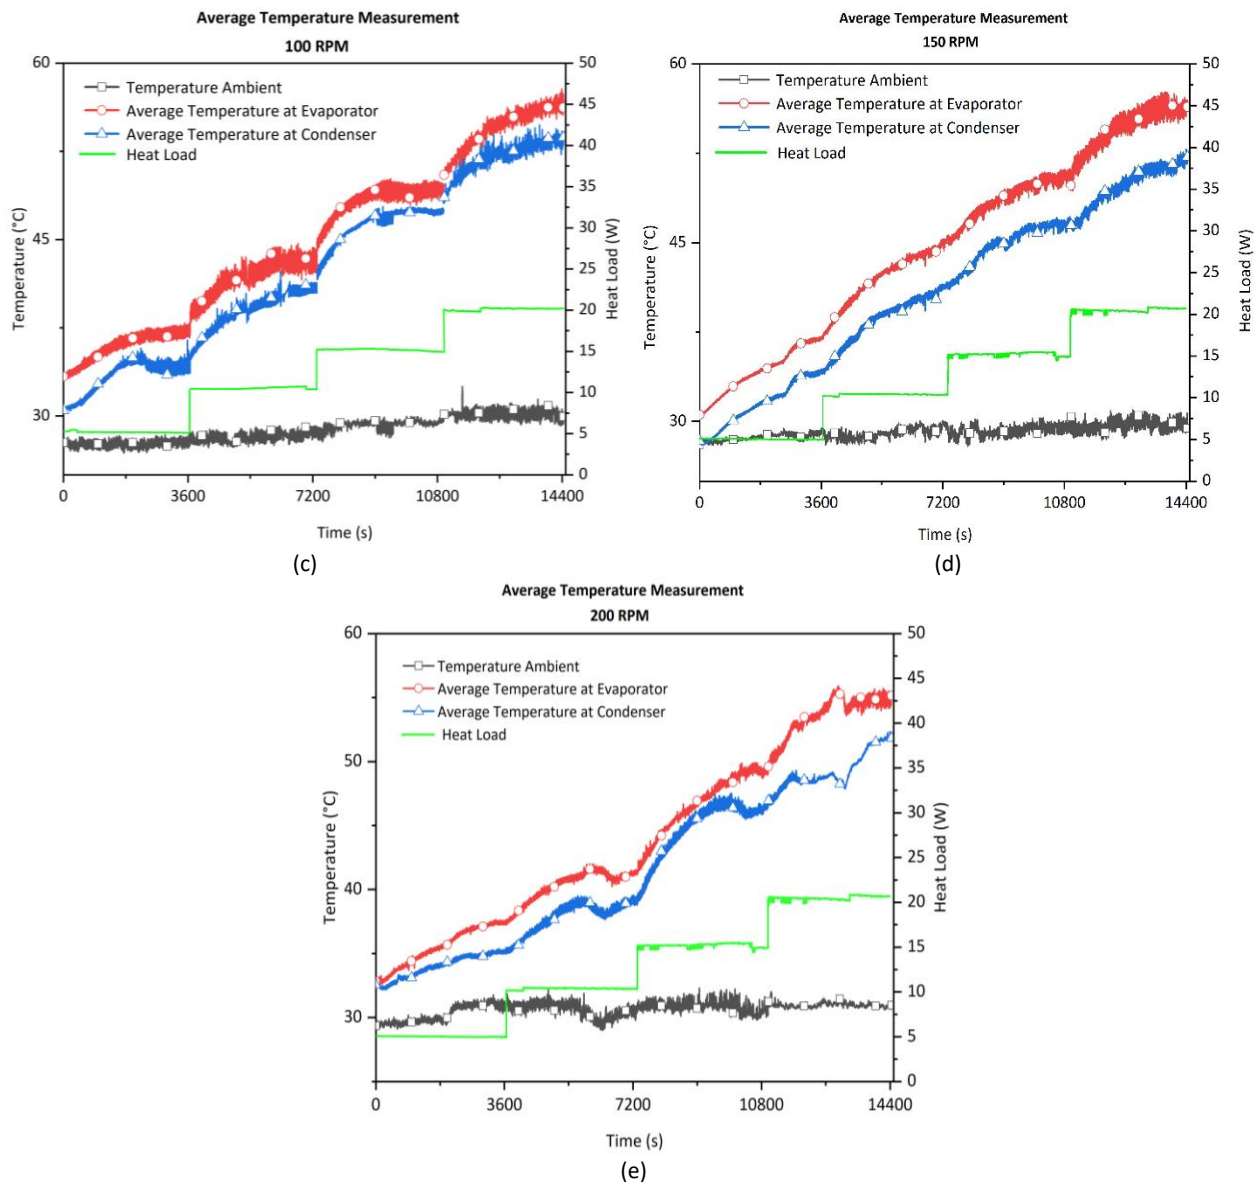 Average Temperature Measurement
100 RPM
60
45
30
Temperature (°C)
Temperature Ambient
Average Temperature at Evaporator
Average Temperature at Condenser
Heat Load
50
45
40
35
30
25
20
15
10
5
0
Heat Load (W)
0 3600 7200 10800 14400
Time (s)
(c)
Average Temperature Measurement
150 RPM
60
45
30
Temperature (°C)
Temperature Ambient
Average Temperature at Evaporator
Average Temperature at Condenser
Heat Load
50
45
40
35
30
25
20
15
10
5
0
Heat Load (W)
0 3600 7200 10800 14400
Time (s)
(d)
Average Temperature Measurement
200 RPM
60
50
40
30
Temperature (°C)
Temperature Ambient
Average Temperature at Evaporator
Average Temperature at Condenser
Heat Load
50
45
40
35
30
25
20
15
10
5
0
Heat Load (W)
0 3600 7200 10800 14400
Time (s)
(e)